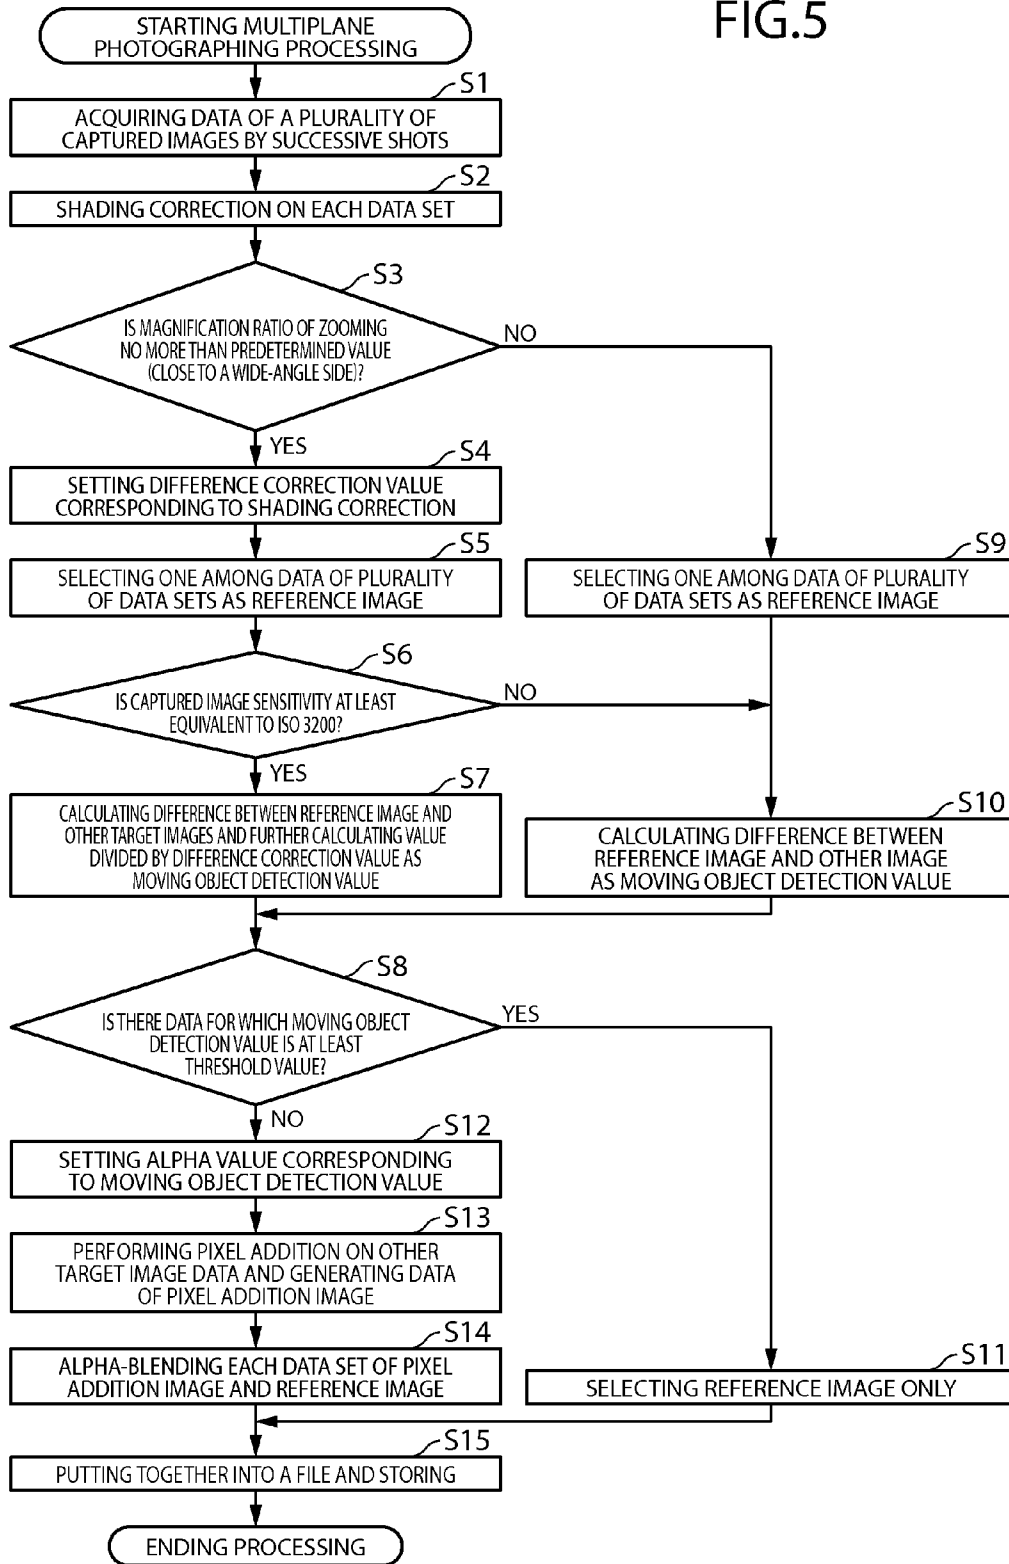 FIG.5
STARTING MULTIPLANE
PHOTOGRAPHING PROCESSING
S1
ACQUIRING DATA OF A PLURALITY OF
CAPTURED IMAGES BY SUCCESSIVE SHOTS
S2
SHADING CORRECTION ON EACH DATA SET
S3
IS MAGNIFICATION RATIO OF ZOOMING
NO MORE THAN PREDETERMINED VALUE
(CLOSE TO A WIDE-ANGLE SIDE)?
NO
YES
S4
SETTING DIFFERENCE CORRECTION VALUE
CORRESPONDING TO SHADING CORRECTION
S5
SELECTING ONE AMONG DATA OF PLURALITY
OF DATA SETS AS REFERENCE IMAGE
S9
SELECTING ONE AMONG DATA OF PLURALITY
OF DATA SETS AS REFERENCE IMAGE
S6
IS CAPTURED IMAGE SENSITIVITY AT LEAST
EQUIVALENT TO ISO 3200?
NO
YES
S7
CALCULATING DIFFERENCE BETWEEN REFERENCE IMAGE AND
OTHER TARGET IMAGES AND FURTHER CALCULATING VALUE
DIVIDED BY DIFFERENCE CORRECTION VALUE AS
MOVING OBJECT DETECTION VALUE
S10
CALCULATING DIFFERENCE BETWEEN
REFERENCE IMAGE AND OTHER IMAGE
AS MOVING OBJECT DETECTION VALUE
S8
IS THERE DATA FOR WHICH MOVING OBJECT
DETECTION VALUE IS AT LEAST
THRESHOLD VALUE?
YES
NO
S12
SETTING ALPHA VALUE CORRESPONDING
TO MOVING OBJECT DETECTION VALUE
S13
PERFORMING PIXEL ADDITION ON OTHER
TARGET IMAGE DATA AND GENERATING DATA
OF PIXEL ADDITION IMAGE
S14
ALPHA-BLENDING EACH DATA SET OF PIXEL
ADDITION IMAGE AND REFERENCE IMAGE
S11
SELECTING REFERENCE IMAGE ONLY
S15
PUTTING TOGETHER INTO A FILE AND STORING
ENDING PROCESSING